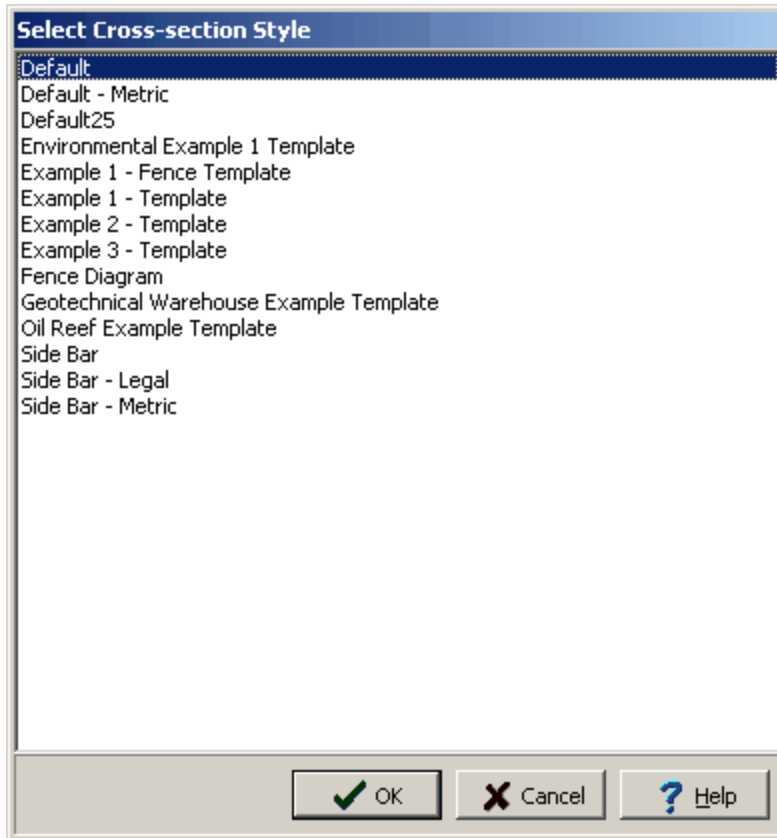 Select Cross-section Style
Default
Default - Metric
Default25
Environmental Example 1 Template
Example 1 - Fence Template
Example 1 - Template
Example 2 - Template
Example 3 - Template
Fence Diagram
Geotechnical Warehouse Example Template
Oil Reef Example Template
Side Bar
Side Bar - Legal
Side Bar - Metric
OK Cancel Help